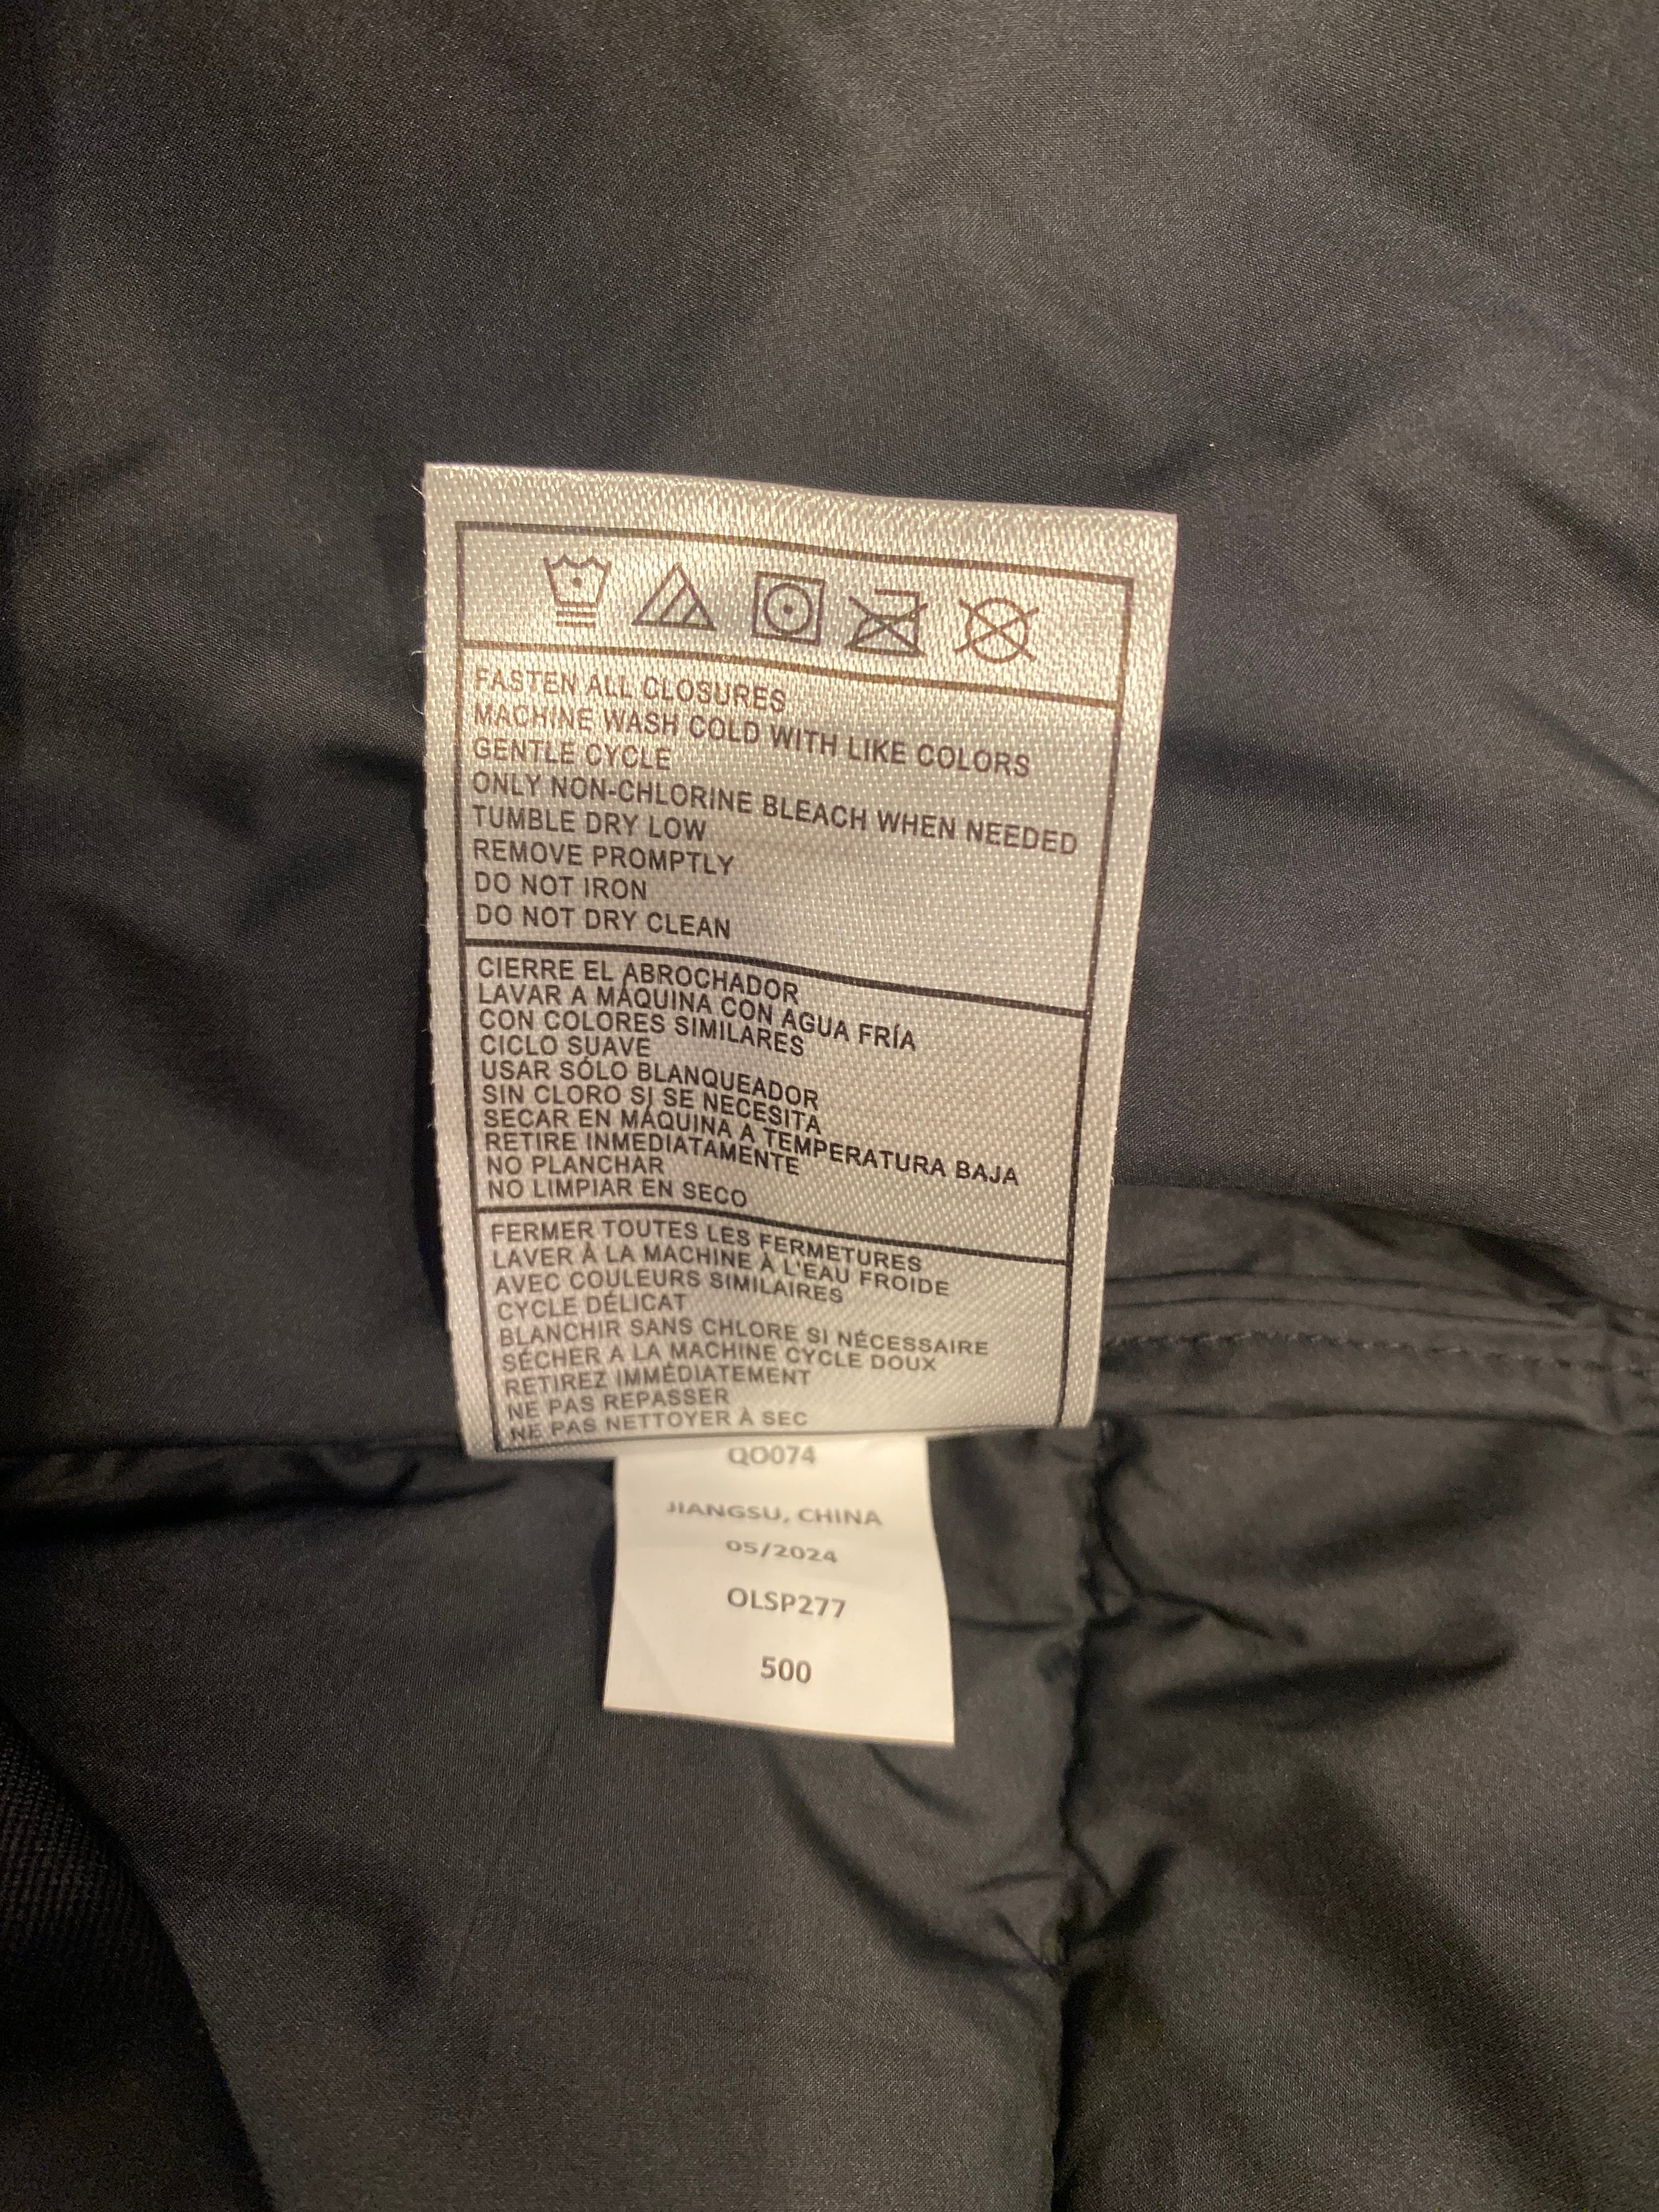 FASTEN ALL CLOSURES
MACHINE WASH COLD WITH LIKE COLORS
GENTLE CYCLE
ONLY NON-CHLORINE BLEACH WHEN NEEDED
TUMBLE DRY LOW
REMOVE PROMPTLY
DO NOT IRON
DO NOT DRY CLEAN
CIERRE EL ABROCHADOR
LAVAR A MÁQUINA CON AGUA FRÍA
CON COLORES SIMILARES
CICLO SUAVE
USAR SÓLO BLANQUEADOR
SIN CLORO SI SE NECESITA
SECAR EN MÁQUINA A TEMPERATURA BAJA
RETIRE INMEDIATAMENTE
NO PLANCHAR
NO LIMPIAR EN SECO
FERMER TOUTES LES FERMETURES
LAVER À LA MACHINE À L'EAU FROIDE
AVEC COULEURS SIMILAIRES
CYCLE DÉLICAT
BLANCHIR SANS CHLORE SI NÉCESSAIRE
SÉCHER A LA MACHINE CYCLE DOUX
RETIREZ IMMÉDIATEMENT
NE PAS REPASSER
NE PAS NETTOYER À SEC
QO074
JIANGSU, CHINA
05/2024
OLSP277
500